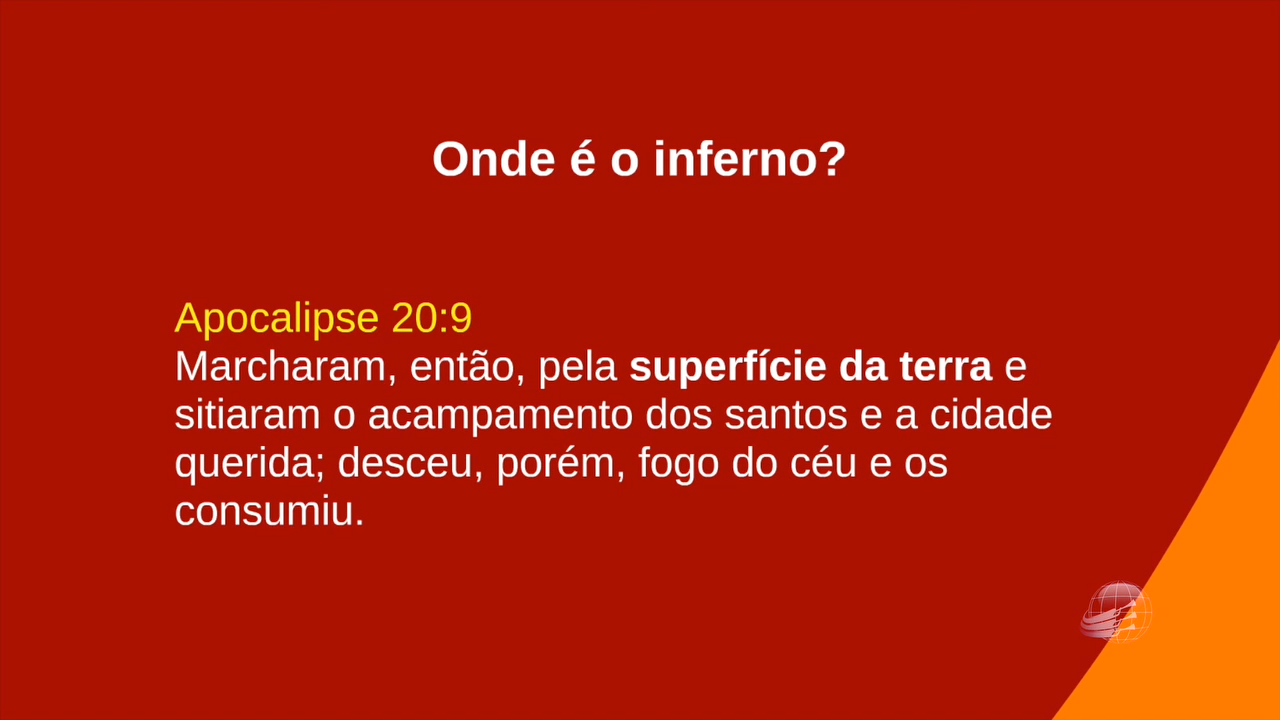 Onde é o inferno?
Apocalipse 20:9
Marcharam, então, pela superfície da terra e
sitiaram o acampamento dos santos e a cidade
querida; desceu, porém, fogo do céu e os
consumiu.